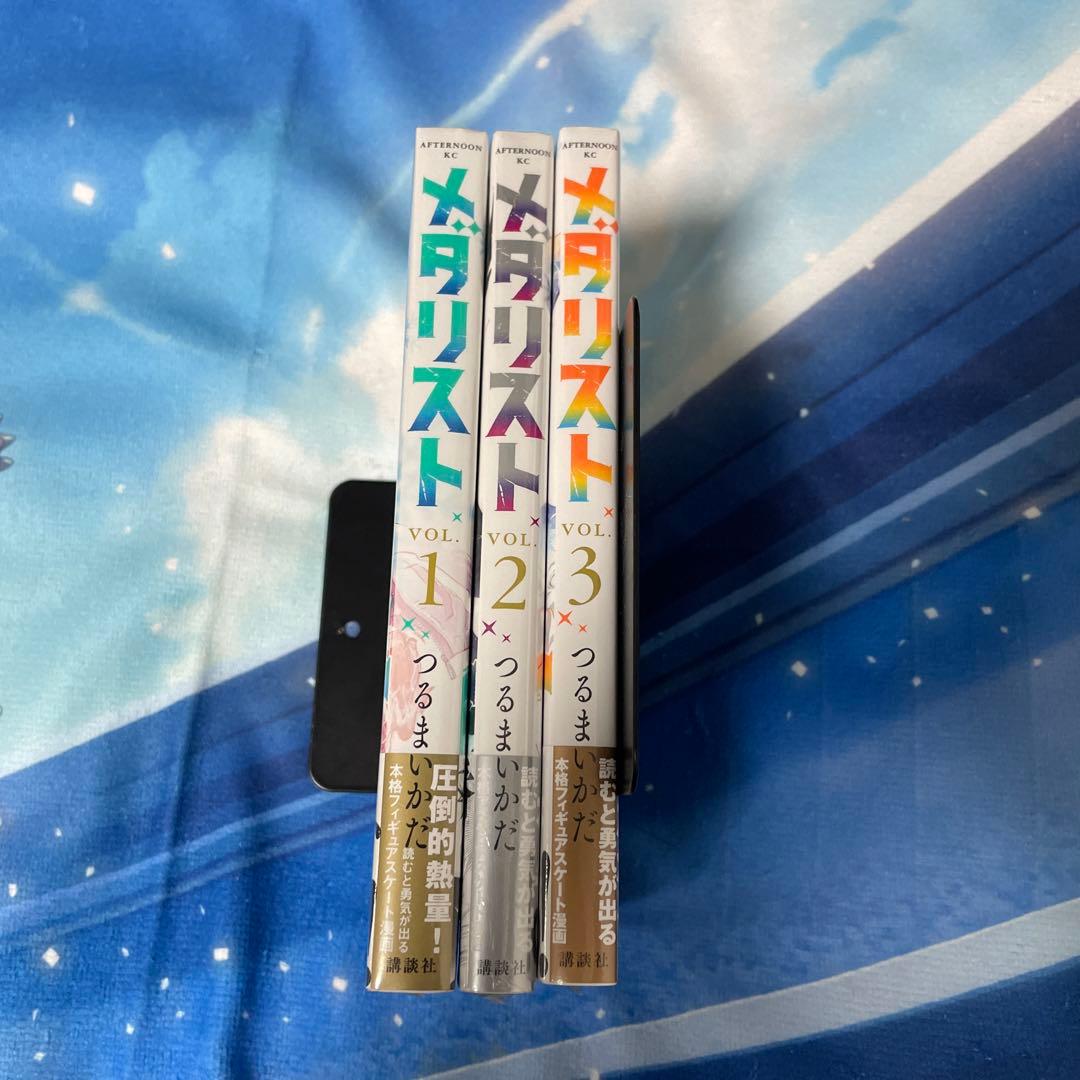 AFTERNOON
KC
メダリスト
VOL.
1
つるまいかだ
圧倒的熱量!
読むと勇気が出る
本格フィギュアスケート漫画
講談社
AFTERNOON
KC
メダリスト
VOL.
2
つるまいかだ
読むと勇気が出る
講談社
AFTERNOON
KC
メダリスト
VOL.
3
つるまいかだ
読むと勇気が出る
本格フィギュアスケート漫画
講談社